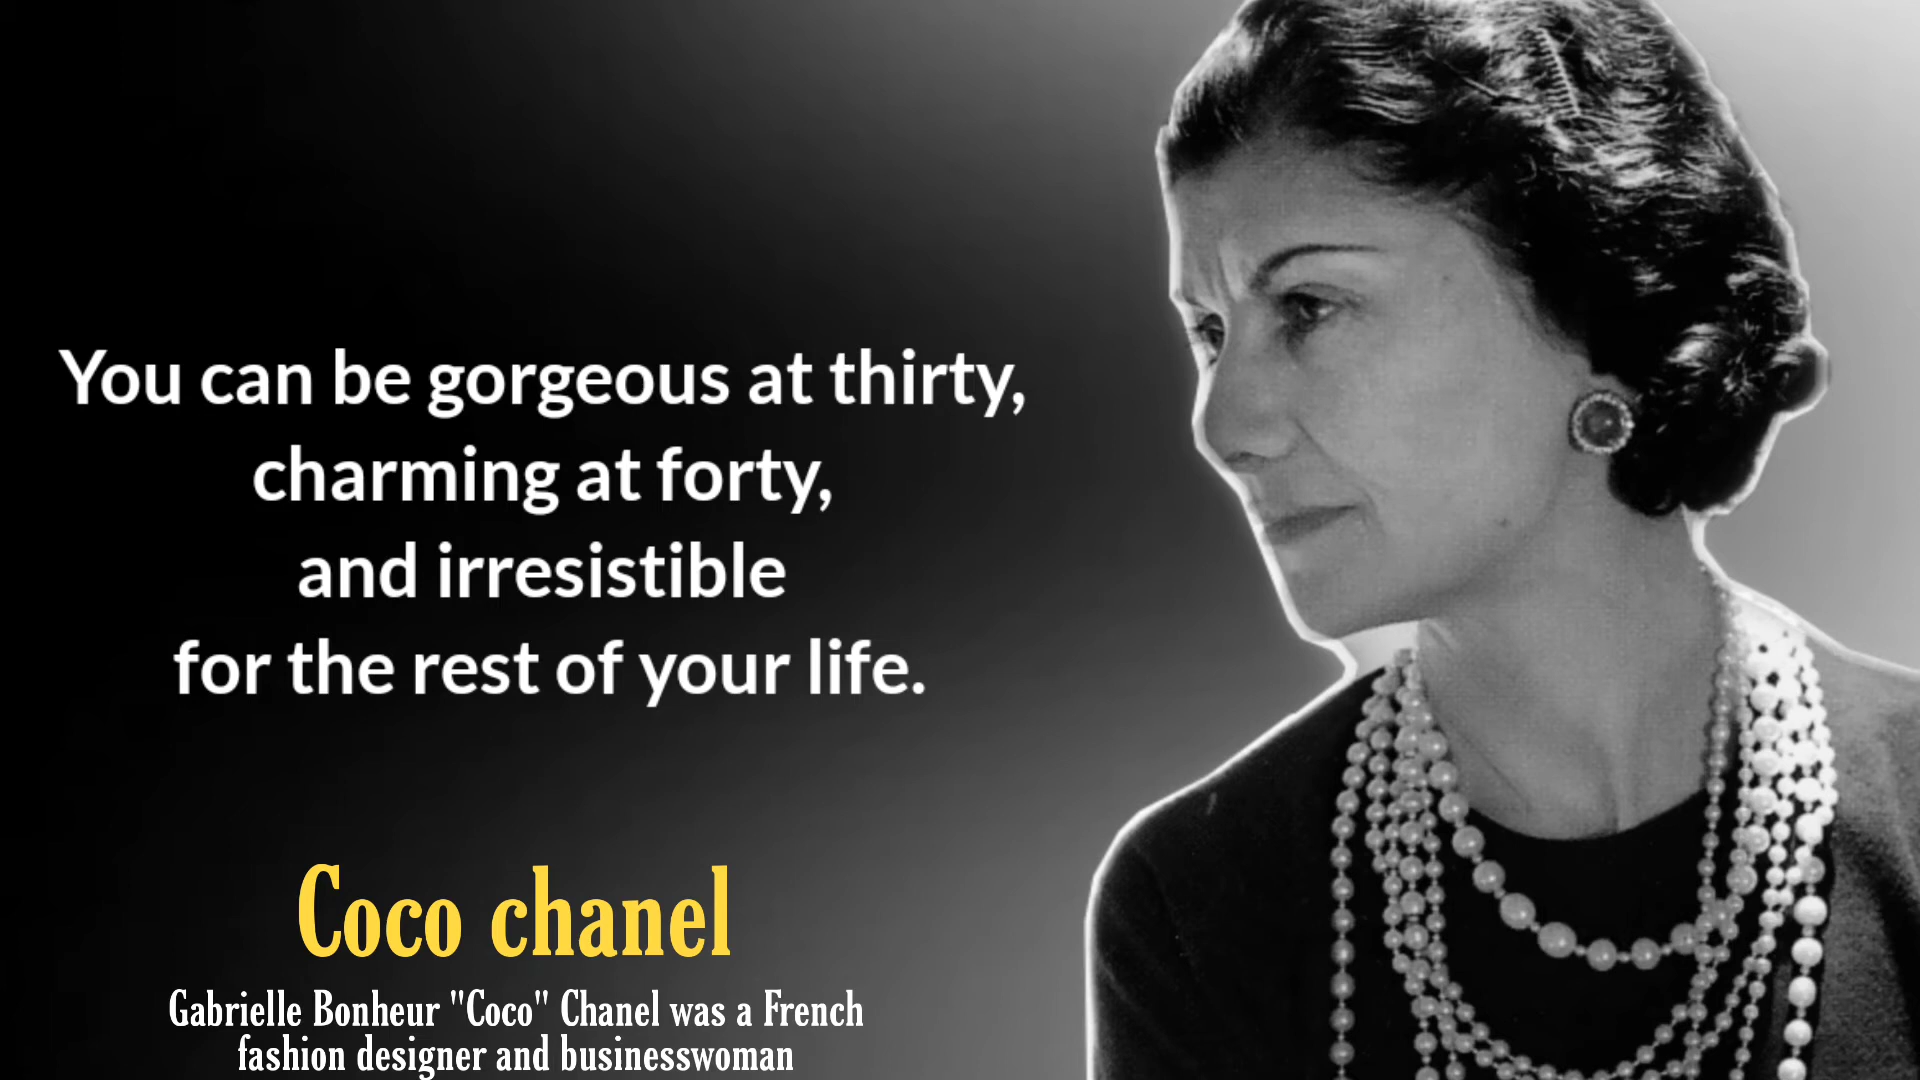 You can be gorgeous at thirty,
charming at forty,
and irresistible
for the rest of your life.
Coco chanel
Gabrielle Bonheur "Coco" Chanel was a French
fashion designer and businesswoman